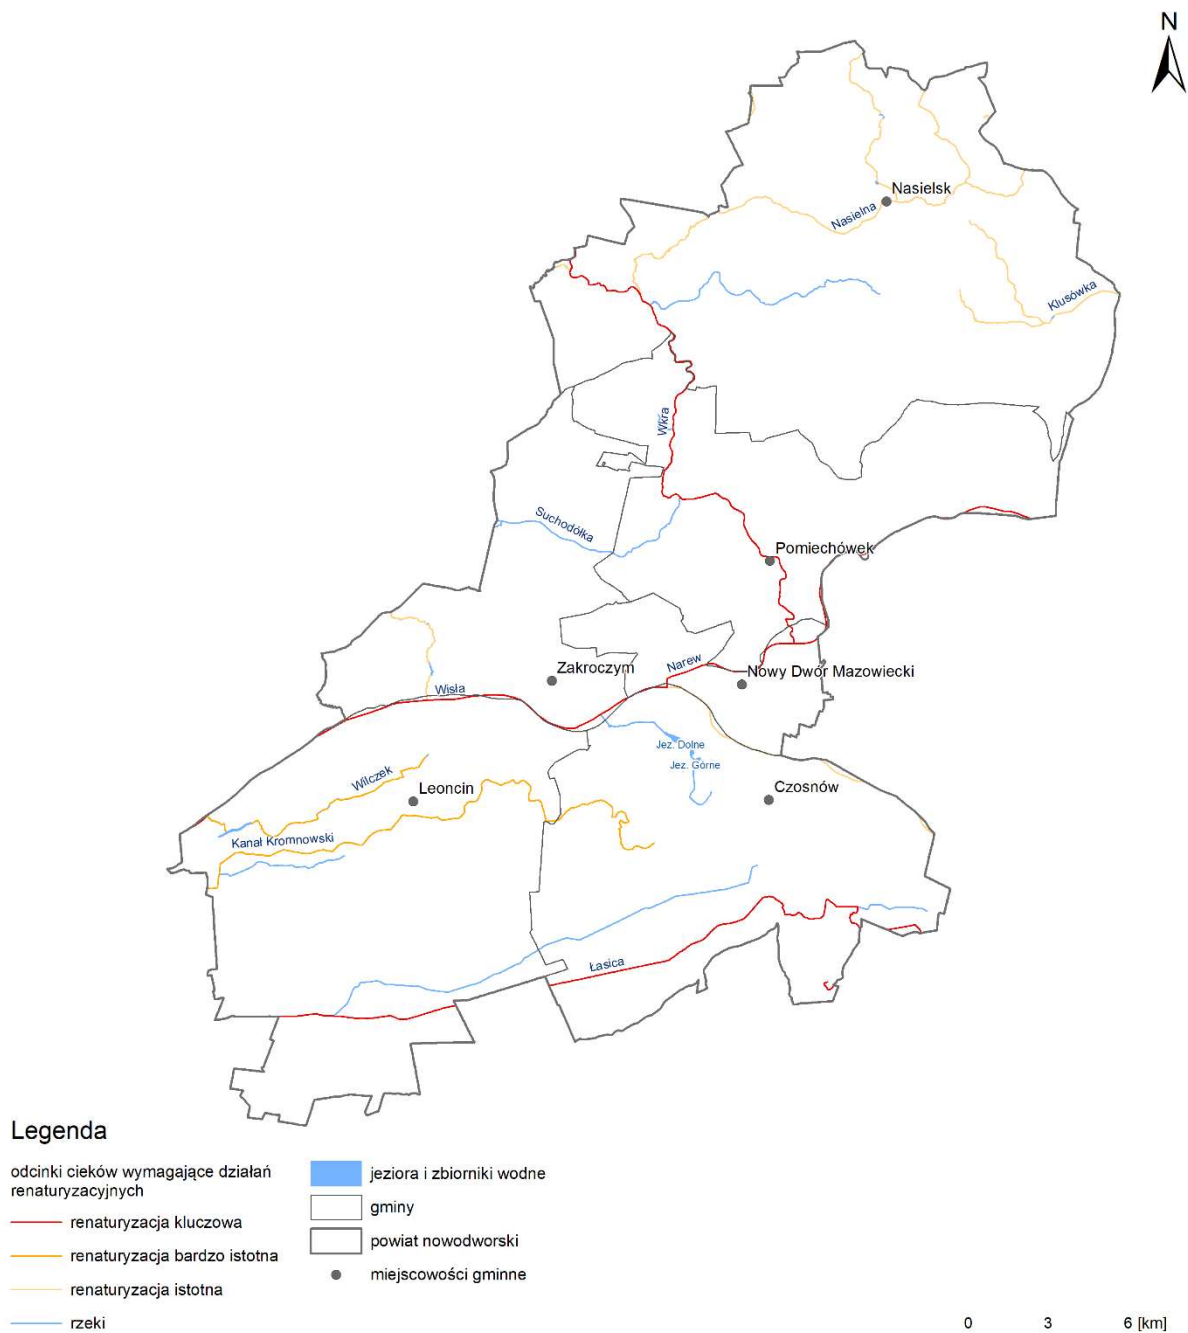 N
Nasielsk
Nasielna
Klusówka
Wkra
Suchodółka
Pomiechówek
Zakroczym
Narew
Nowy Dwór Mazowiecki
Wisła
Jez. Dolne
Jez. Górne
Wilczek
Leoncin
Czosnów
Kanał Kromnowski
Łasica
Legenda
odcinki cieków wymagające działań
renaturyzacyjnych
renaturyzacja kluczowa
renaturyzacja bardzo istotna
renaturyzacja istotna
rzeki
jeziora i zbiorniki wodne
gminy
powiat nowodworski
miejscowości gminne
0 3 6 [km]